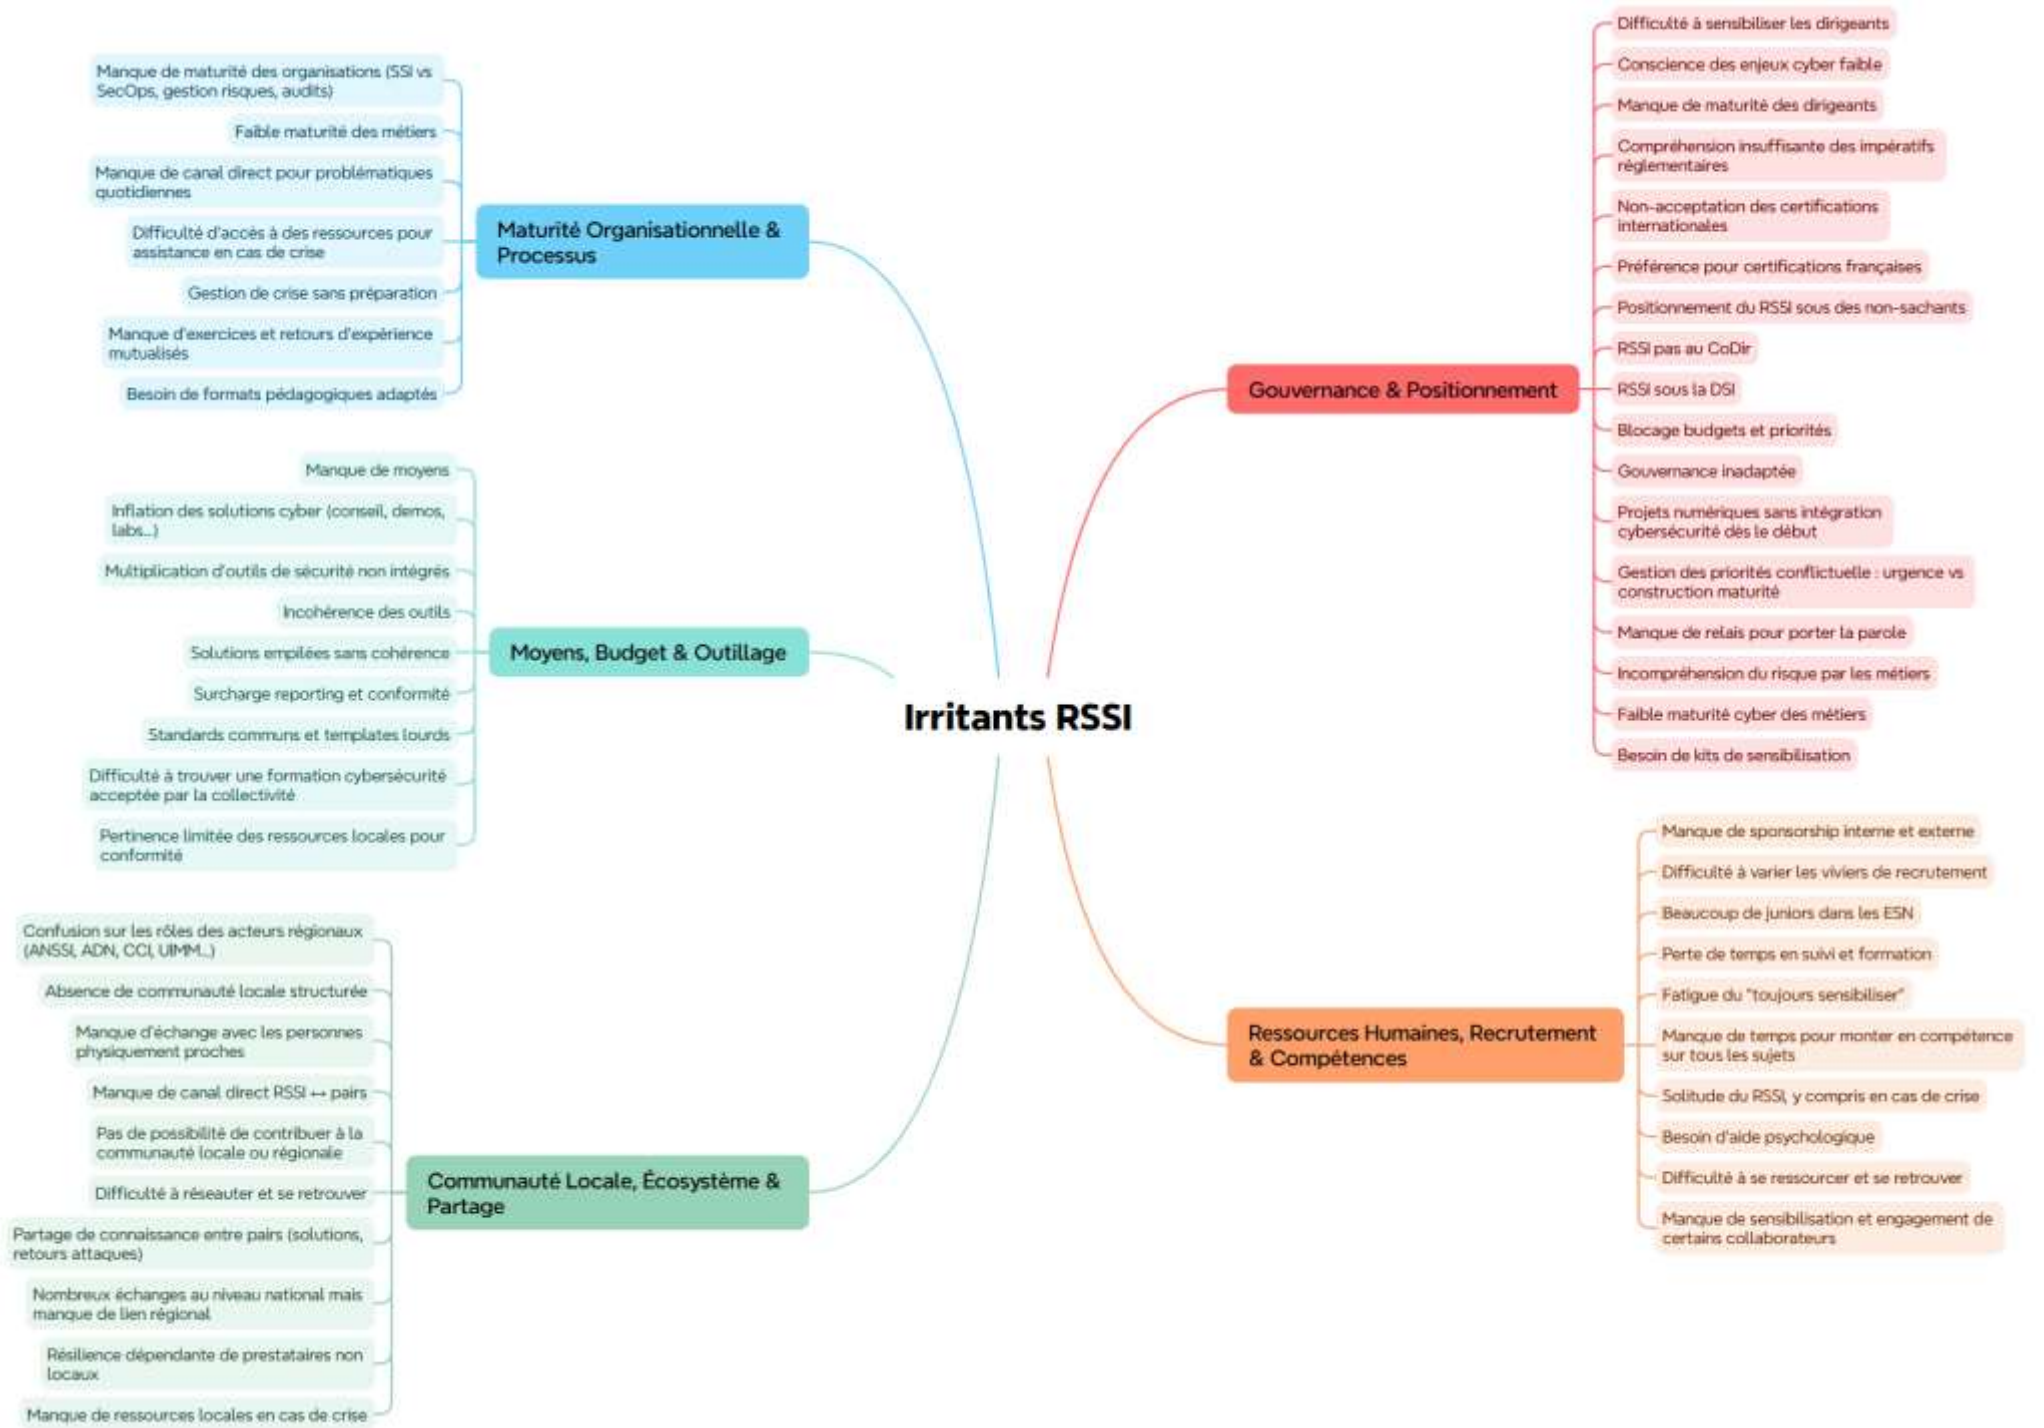 Irritants RSSI
Maturité Organisationnelle &
Processus
Manque de maturité des organisations (SSI vs
SecOps, gestion risques, audits)
Faible maturité des métiers
Manque de canal direct pour problématiques
quotidiennes
Difficulté d'accès à des ressources pour
assistance en cas de crise
Gestion de crise sans préparation
Manque d'exercices et retours d'expérience
mutualisés
Besoin de formats pédagogiques adaptés
Moyens, Budget & Outillage
Manque de moyens
Inflation des solutions cyber (conseil, demos,
labs...)
Multiplication d'outils de sécurité non intégrés
Incohérence des outils
Solutions empilées sans cohérence
Surcharge reporting et conformité
Standards communs et templates lourds
Difficulté à trouver une formation cybersécurité
acceptée par la collectivité
Pertinence limitée des ressources locales pour
conformité
Communauté Locale, Écosystème &
Partage
Confusion sur les rôles des acteurs régionaux
(ANSSI, ADN, CCI, UIMM...)
Absence de communauté locale structurée
Manque d'échange avec les personnes
physiquement proches
Manque de canal direct RSSI ↔ pairs
Pas de possibilité de contribuer à la
communauté locale ou régionale
Difficulté à réseauter et se retrouver
Partage de connaissance entre pairs (solutions,
retours attaques)
Nombreux échanges au niveau national mais
manque de lien régional
Résilience dépendante de prestataires non
locaux
Manque de ressources locales en cas de crise
Gouvernance & Positionnement
Difficulté à sensibiliser les dirigeants
Conscience des enjeux cyber faible
Manque de maturité des dirigeants
Compréhension insuffisante des impératifs
réglementaires
Non-acceptation des certifications
internationales
Préférence pour certifications françaises
Positionnement du RSSI sous des non-sachants
RSSI pas au CoDir
RSSI sous la DSI
Blocage budgets et priorités
Gouvernance inadaptée
Projets numériques sans intégration
cybersécurité dès le début
Gestion des priorités conflictuelle : urgence vs
construction maturité
Manque de relais pour porter la parole
Incompréhension du risque par les métiers
Faible maturité cyber des métiers
Besoin de kits de sensibilisation
Ressources Humaines, Recrutement
& Compétences
Manque de sponsorship interne et externe
Difficulté à varier les viviers de recrutement
Beaucoup de juniors dans les ESN
Perte de temps en suivi et formation
Fatigue du "toujours sensibiliser"
Manque de temps pour monter en compétence
sur tous les sujets
Solitude du RSSI, y compris en cas de crise
Besoin d'aide psychologique
Difficulté à se ressourcer et se retrouver
Manque de sensibilisation et engagement de
certains collaborateurs